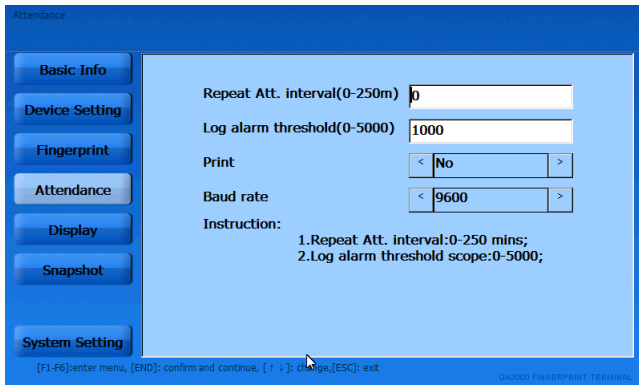 Attendance
Basic Info
Device Setting
Fingerprint
Attendance
Display
Snapshot
System Setting
Repeat Att. interval(0-250m) 0
Log alarm threshold(0-5000) 1000
Print < No >
Baud rate < 9600 >
Instruction:
1.Repeat Att. interval:0-250 mins;
2.Log alarm threshold scope:0-5000;
[F1-F6]:enter menu, [END]: confirm and continue, [ ↑ ↓ ]: change,[ESC]: exit
OA3000 FINGERPRINT TERMINAL